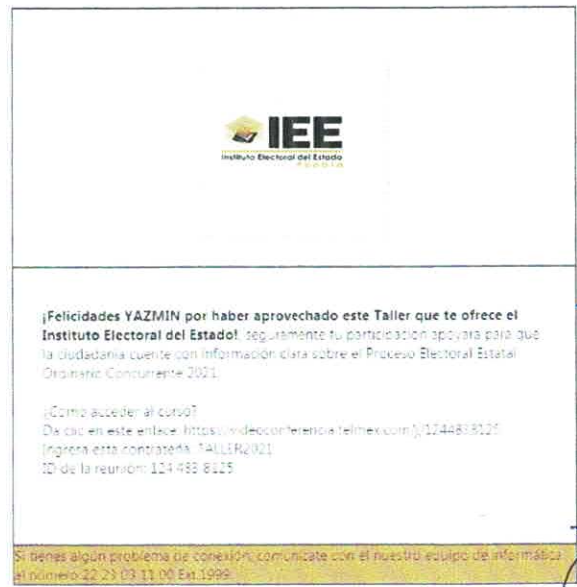 IEE
Instituto Electoral del Estado
Puebla
¡Felicidades YAZMIN por haber aprovechado este Taller que te ofrece el
Instituto Electoral del Estado!, seguramente tu participación apoyará para que
la ciudadanía cuente con información clara sobre el Proceso Electoral Estatal
Ordinario Concurrente 2021.
¿Cómo acceder al curso?
Da clic en este enlace: https://videoconferencia.telmex.com/j/1244838125
Ingresa esta contraseña: TALLER2021
ID de la reunión: 124 483 8125
Si tienes algún problema de conexión, comunícate con el nuestro equipo de informática
al número 22 23 03 11 00 Ext.1999